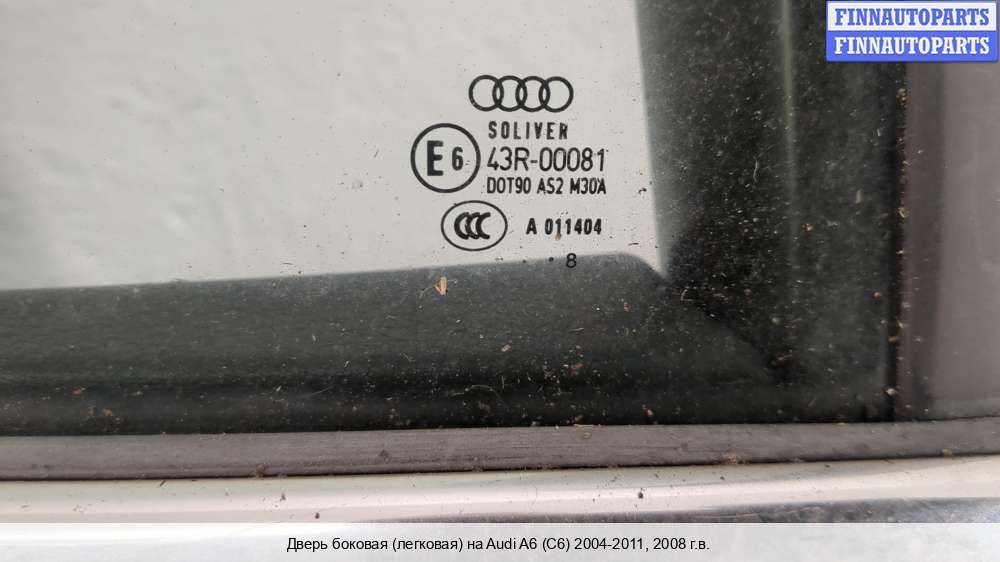 FINNAUTOPARTS
FINNAUTOPARTS
SOLIVER
E6 43R-00081
DOT90 AS2 M30A
CCC A 011404
8
Дверь боковая (легковая) на Audi A6 (C6) 2004-2011, 2008 г.в.